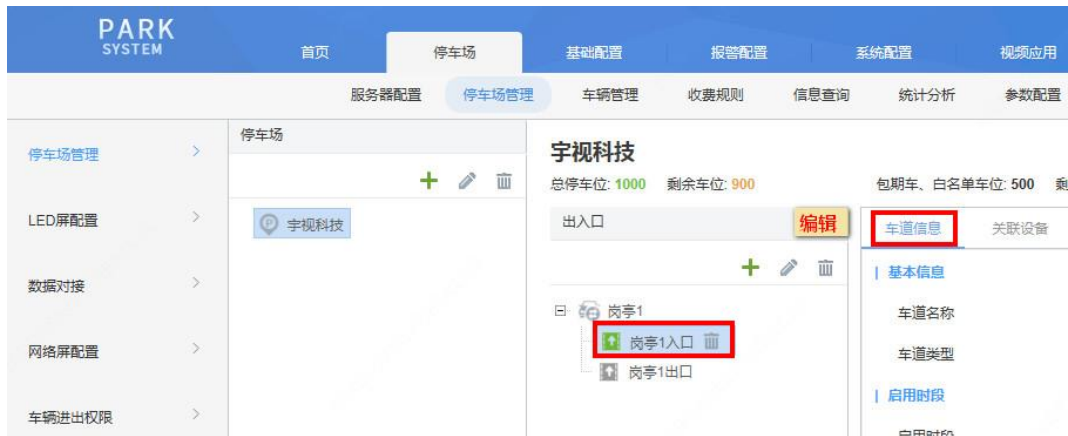 PARK
SYSTEM
首页 停车场 基础配置 报警配置 系统配置 视频应用
服务器配置 停车场管理 车辆管理 收费规则 信息查询 统计分析 参数配置
停车场管理
LED屏配置
数据对接
网络屏配置
车辆进出权限
停车场
宇视科技
宇视科技
总停车位: 1000 剩余车位: 900 包期车、白名单车位: 500 剩
出入口
编辑
岗亭1
岗亭1入口
岗亭1出口
车道信息 关联设备
基本信息
车道名称
车道类型
启用时段
启用时段